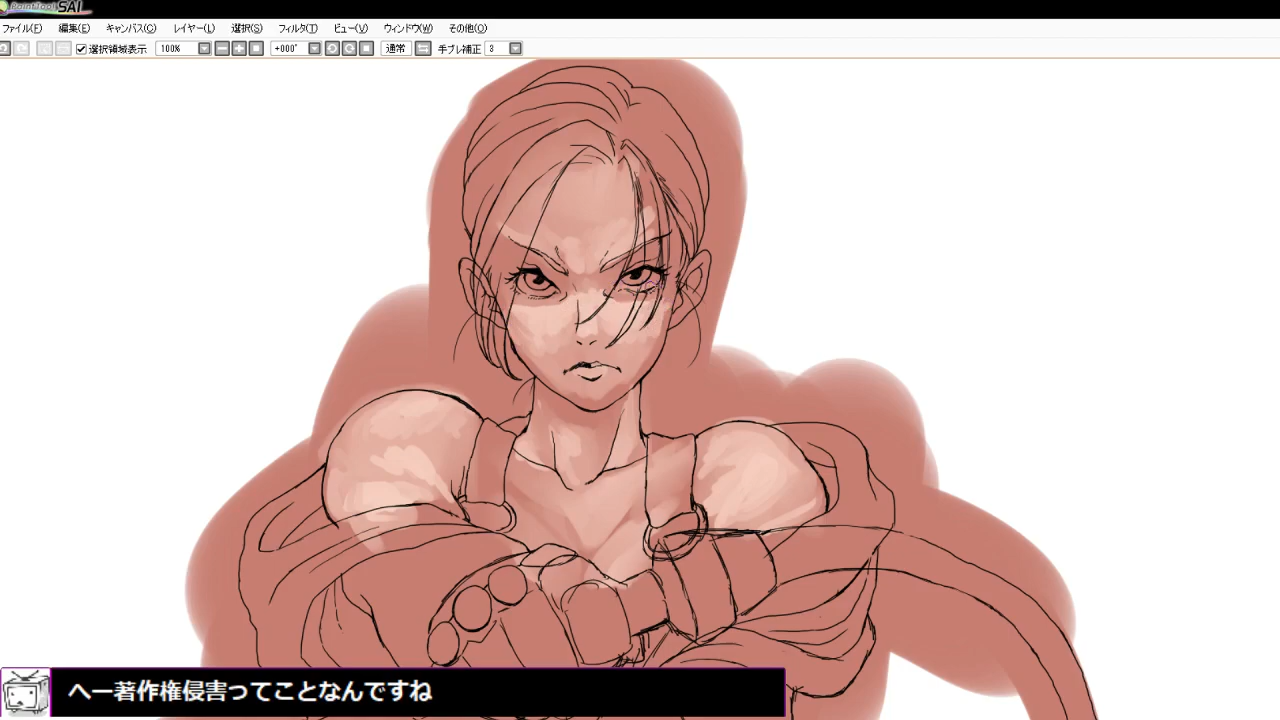 PaintTool SAI
ファイル(F) 編集(E) キャンバス(C) レイヤー(L) 選択(S) フィルタ(T) ビュー(V) ウィンドウ(W) その他(O)
選択領域表示 100% +000° 通常 手ブレ補正 3
へー著作権侵害ってことなんですね